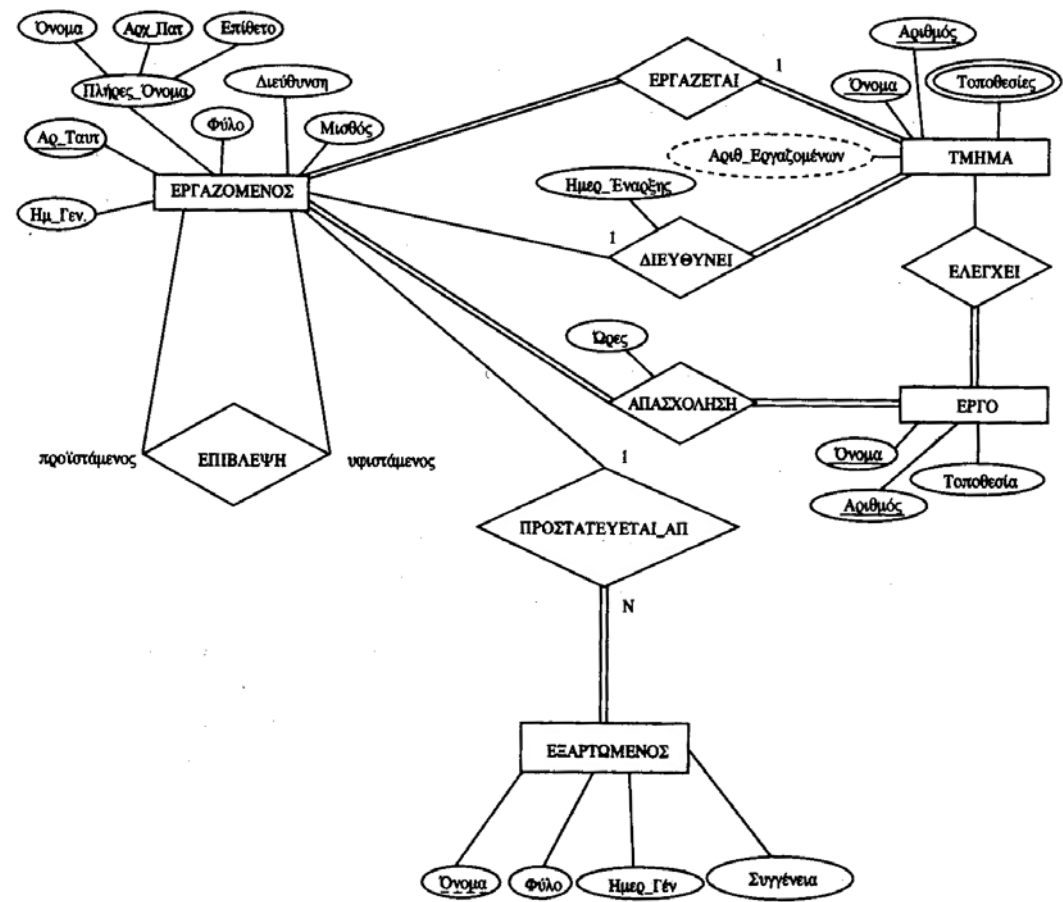 Όνομα
Αρχ_Πατ
Επίθετο
Πλήρες_Όνομα
Διεύθυνση
Αρ_Ταυτ
Φύλο
Μισθός
ΕΡΓΑΖΟΜΕΝΟΣ
Ημ_Γεν.
ΕΡΓΑΖΕΤΑΙ
1
Αριθμός
Όνομα
Τοποθεσίες
Αριθ_Εργαζομένων
ΤΜΗΜΑ
Ημερ_Έναρξης
1
ΔΙΕΥΘΥΝΕΙ
ΕΛΕΓΧΕΙ
Ώρες
ΑΠΑΣΧΟΛΗΣΗ
ΕΡΓΟ
Όνομα
Αριθμός
Τοποθεσία
προϊστάμενος
ΕΠΙΒΛΕΨΗ
υφιστάμενος
1
ΠΡΟΣΤΑΤΕΥΕΤΑΙ_ΑΠ
N
ΕΞΑΡΤΩΜΕΝΟΣ
Όνομα
Φύλο
Ημερ_Γέν
Συγγένεια